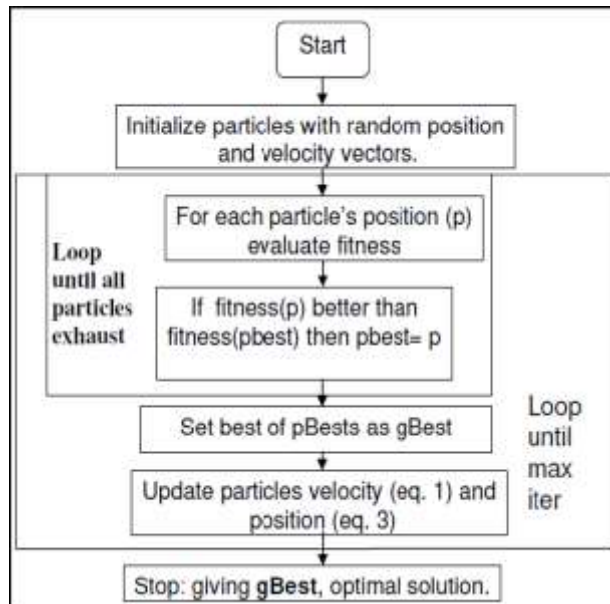 Start
Initialize particles with random position
and velocity vectors.
For each particle's position (p)
evaluate fitness
Loop
until all
particles
exhaust
If fitness(p) better than
fitness(pbest) then pbest= p
Set best of pBests as gBest
Loop
until
max
iter
Update particles velocity (eq. 1) and
position (eq. 3)
Stop: giving gBest, optimal solution.